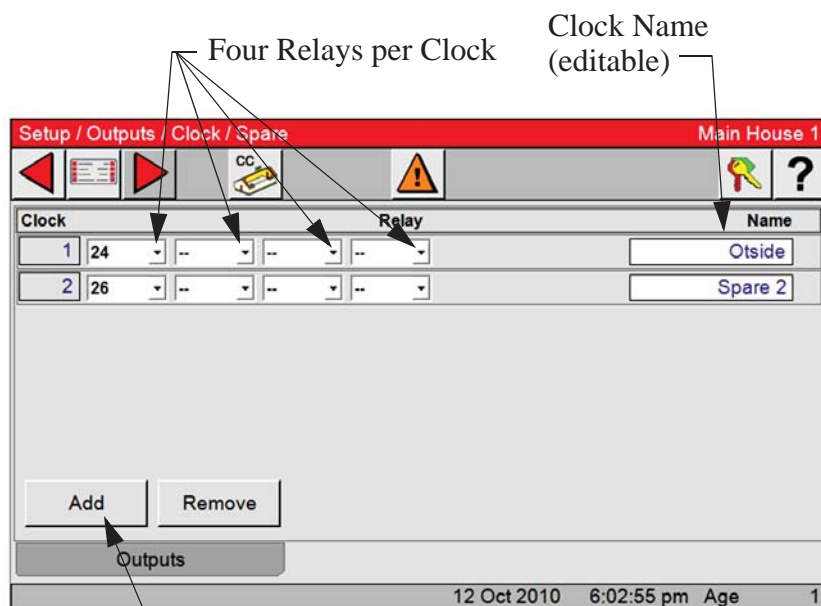 Four Relays per Clock
Clock Name
(editable)
Setup / Outputs / Clock / Spare Main House 1
CC ?
Clock Relay Name
1 24 -- -- -- Otside
2 26 -- -- -- Spare 2
Add Remove
Outputs
12 Oct 2010 6:02:55 pm Age 1